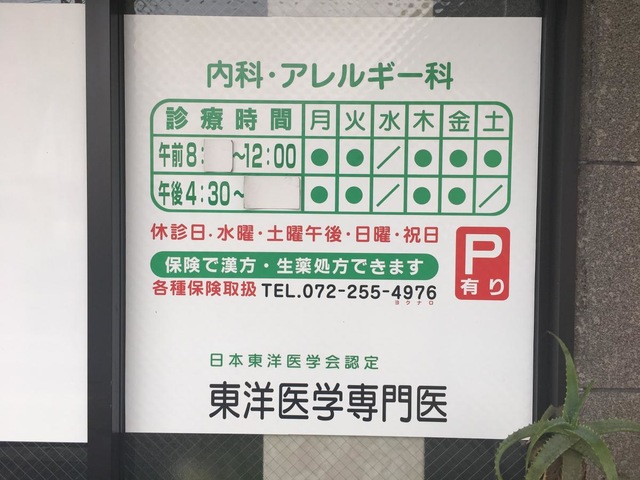 内科・アレルギー科
診療時間 月 火 水 木 金 土
午前8: ～12:00 ● ● ／ ● ● ●
午後4:30～ ● ● ／ ● ● ／
休診日.水曜・土曜午後・日曜・祝日
保険で漢方・生薬処方できます
各種保険取扱 TEL.072-255-4976
ヨクナロ
P
有り
日本東洋医学会認定
東洋医学専門医